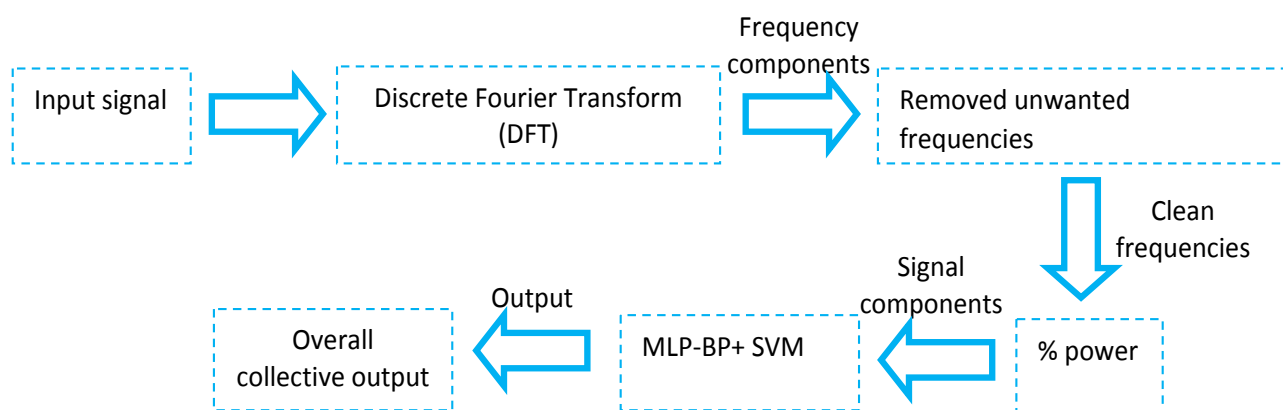 Input signal
Discrete Fourier Transform
(DFT)
Frequency
components
Removed unwanted
frequencies
Clean
frequencies
% power
Signal
components
MLP-BP+ SVM
Output
Overall
collective output